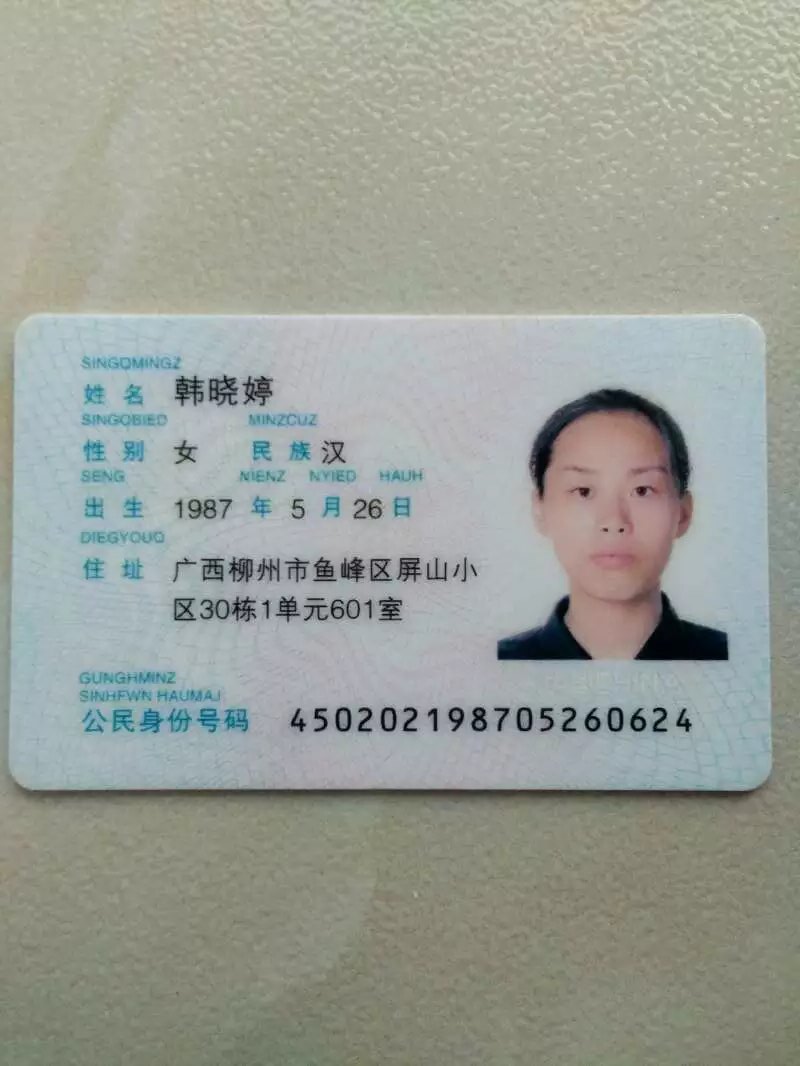 SINGQMINGZ
姓 名 韩晓婷
SINGQBIED MINZCUZ
性 别 女 民 族 汉
SENG NIENZ NYIED HAUH
出 生 1987 年 5 月 26 日
DIEGYOUQ
住 址 广西柳州市鱼峰区屏山小
区30栋1单元601室
GUNGHMINZ
SINHFWN HAUMAJ
公民身份号码 450202198705260624